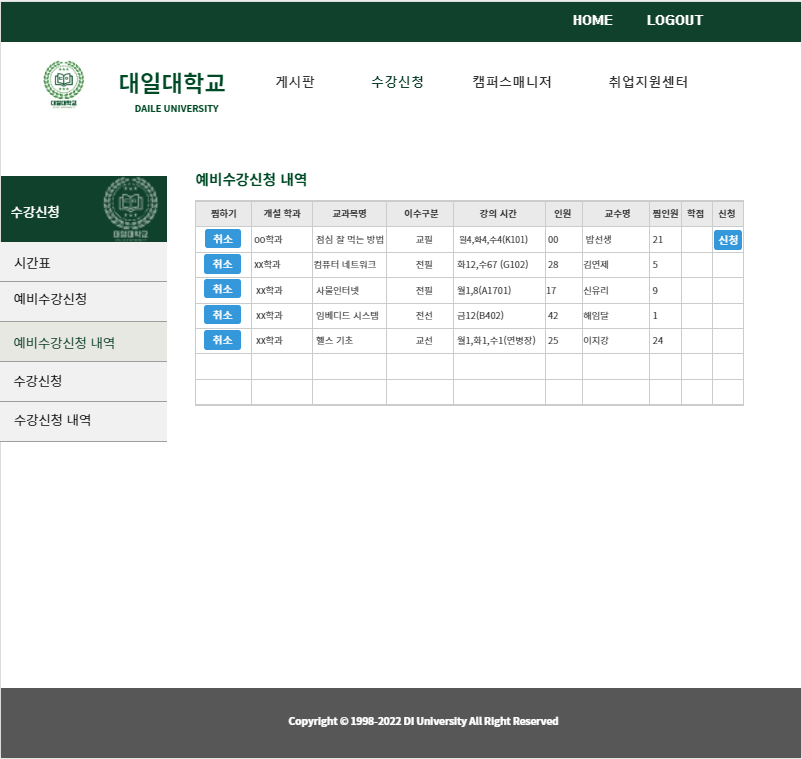 HOME LOGOUT
대일대학교
DAILE UNIVERSITY
게시판 수강신청 캠퍼스매니저 취업지원센터
대일대학교
수강신청
대일대학교
시간표
예비수강신청
예비수강신청 내역
수강신청
수강신청 내역
예비수강신청 내역
찜하기 개설 학과 교과목명 이수구분 강의 시간 인원 교수명 찜인원 학점 신청
취소 oo학과 점심 잘 먹는 방법 교필 월4,화4,수4(K101) 00 밥선생 21 신청
취소 xx학과 컴퓨터 네트워크 전필 화12,수67 (G102) 28 김연제 5
취소 xx학과 사물인터넷 전필 월1,8(A1701) 17 신유리 9
취소 xx학과 임베디드 시스템 전선 금12(B402) 42 해임달 1
취소 xx학과 헬스 기초 교선 월1,화1,수1(연병장) 25 이지강 24
Copyright © 1998-2022 DI University All Right Reserved